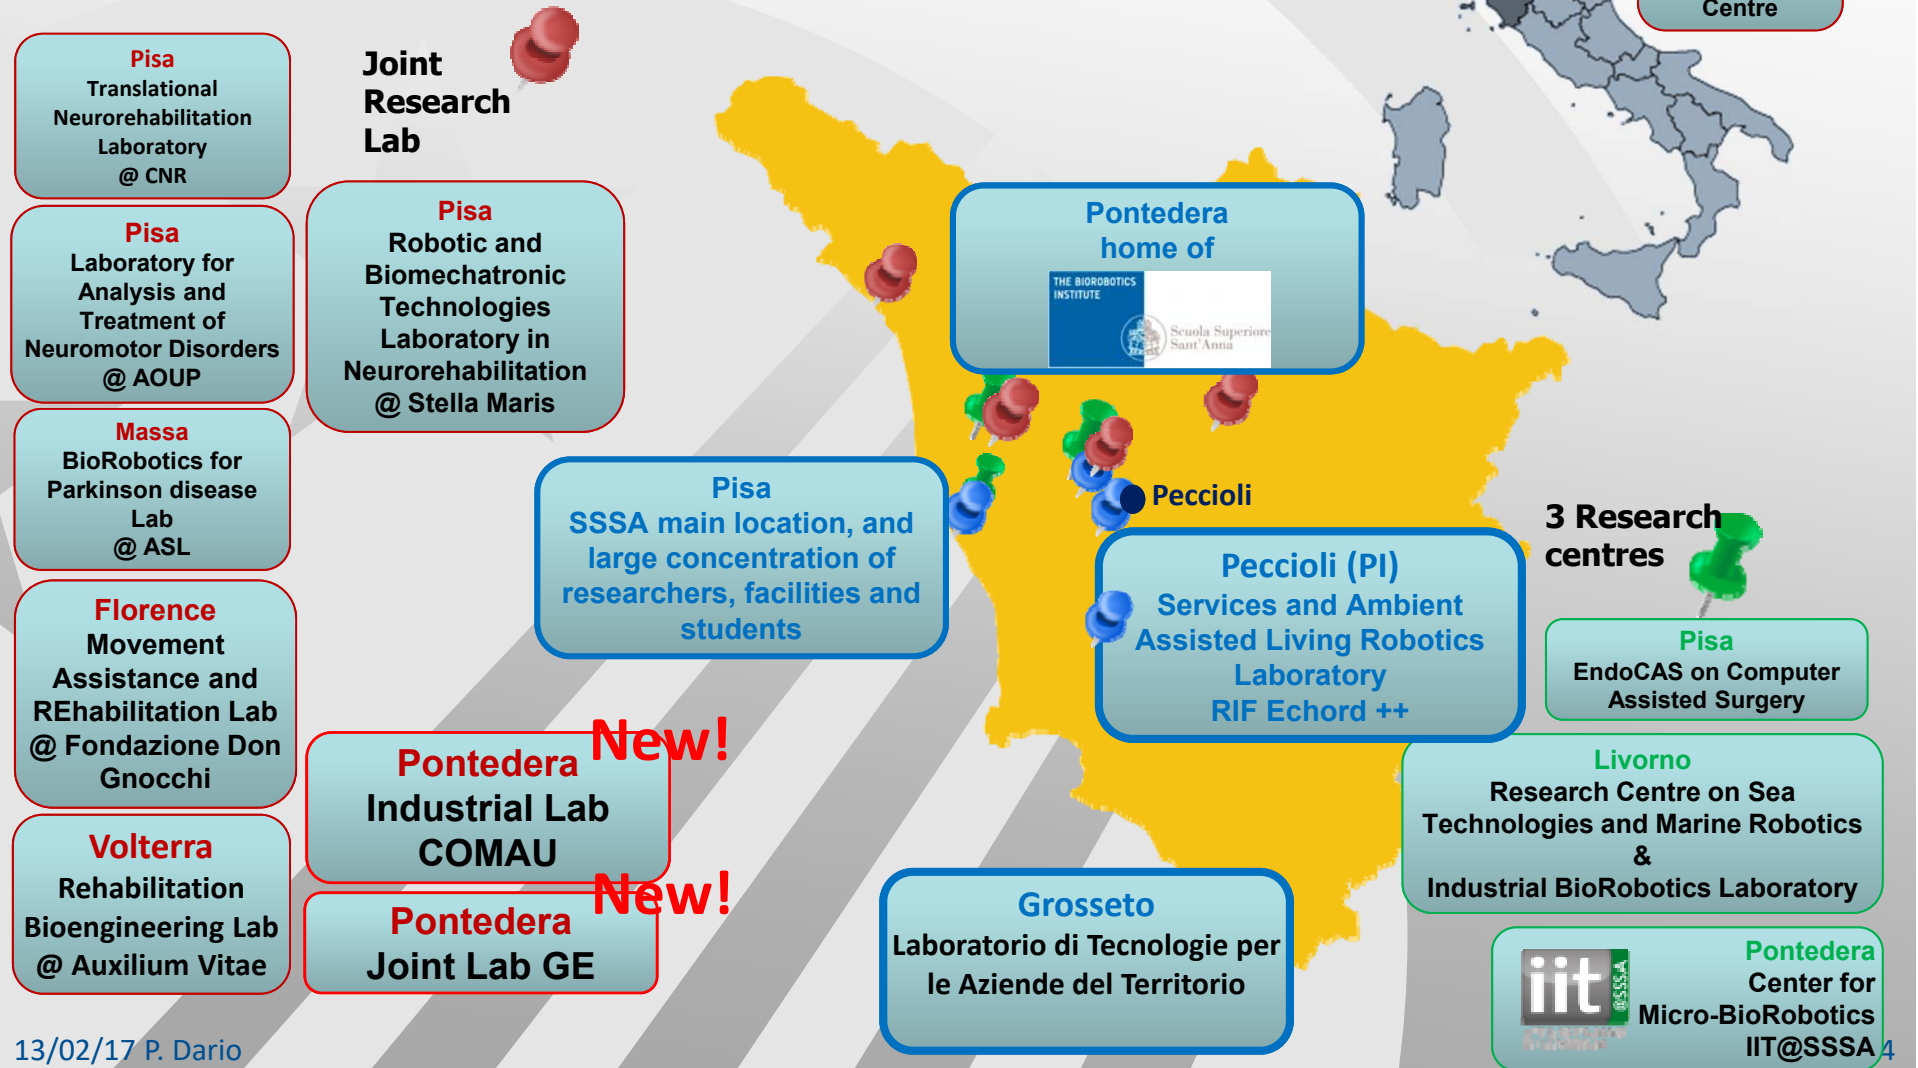 Centre
Pisa
Translational
Neurorehabilitation
Laboratory
@ CNR
Joint
Research
Lab
Pisa
Laboratory for
Analysis and
Treatment of
Neuromotor Disorders
@ AOUP
Pisa
Robotic and
Biomechatronic
Technologies
Laboratory in
Neurorehabilitation
@ Stella Maris
Massa
BioRobotics for
Parkinson disease
Lab
@ ASL
Florence
Movement
Assistance and
REhabilitation Lab
@ Fondazione Don
Gnocchi
Volterra
Rehabilitation
Bioengineering Lab
@ Auxilium Vitae
New!
Pontedera
Industrial Lab
COMAU
New!
Pontedera
Joint Lab GE
Pontedera
home of
THE BIOROBOTICS
INSTITUTE
Scuola Superiore
Sant'Anna
Pisa
SSSA main location, and
large concentration of
researchers, facilities and
students
Peccioli
Peccioli (PI)
Services and Ambient
Assisted Living Robotics
Laboratory
RIF Echord ++
Grosseto
Laboratorio di Tecnologie per
le Aziende del Territorio
3 Research
centres
Pisa
EndoCAS on Computer
Assisted Surgery
Livorno
Research Centre on Sea
Technologies and Marine Robotics
&
Industrial BioRobotics Laboratory
iit
@SSSA
Pontedera
Center for
Micro-BioRobotics
IIT@SSSA
13/02/17 P. Dario
4